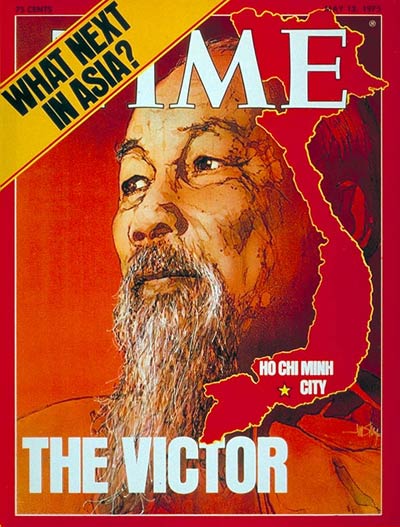 75 CENTS
MAY 12, 1975
TIME
®
WHAT NEXT
IN ASIA?
HO CHI MINH
CITY
THE VICTOR